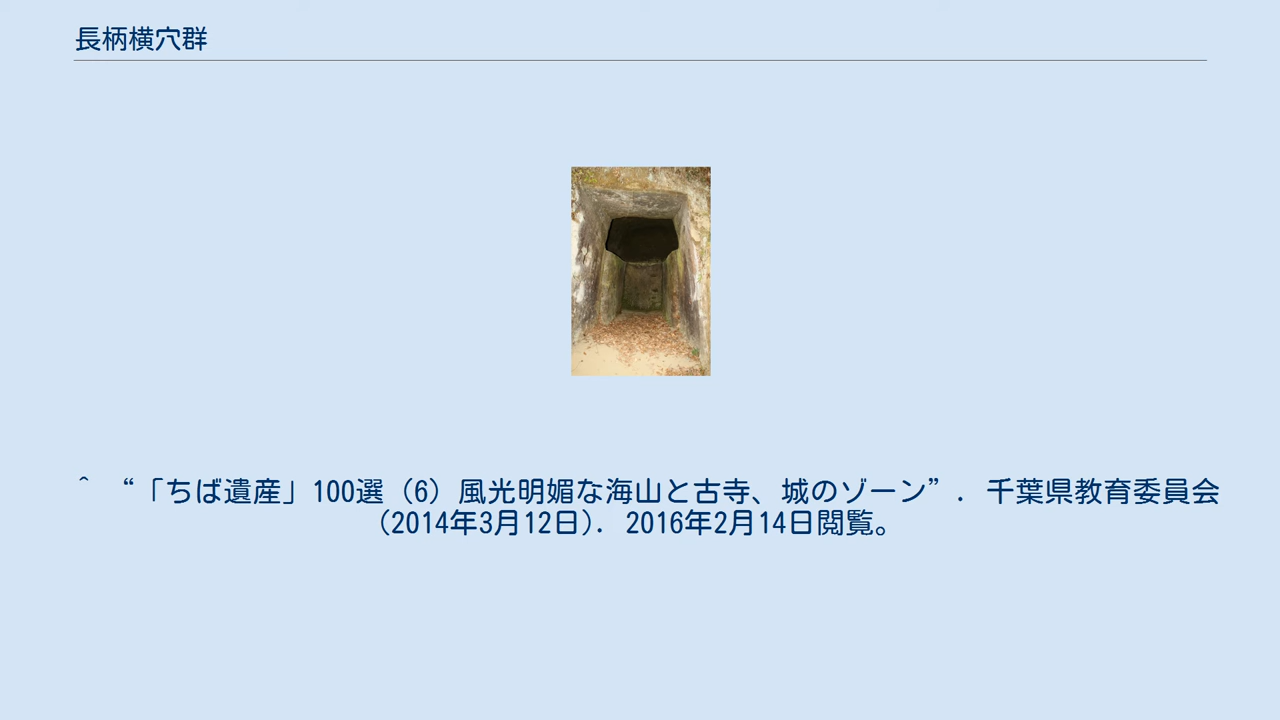 長柄横穴群
^ “「ちば遺産」100選（6）風光明媚な海山と古寺、城のゾーン”. 千葉県教育委員会
(2014年3月12日). 2016年2月14日閲覧。